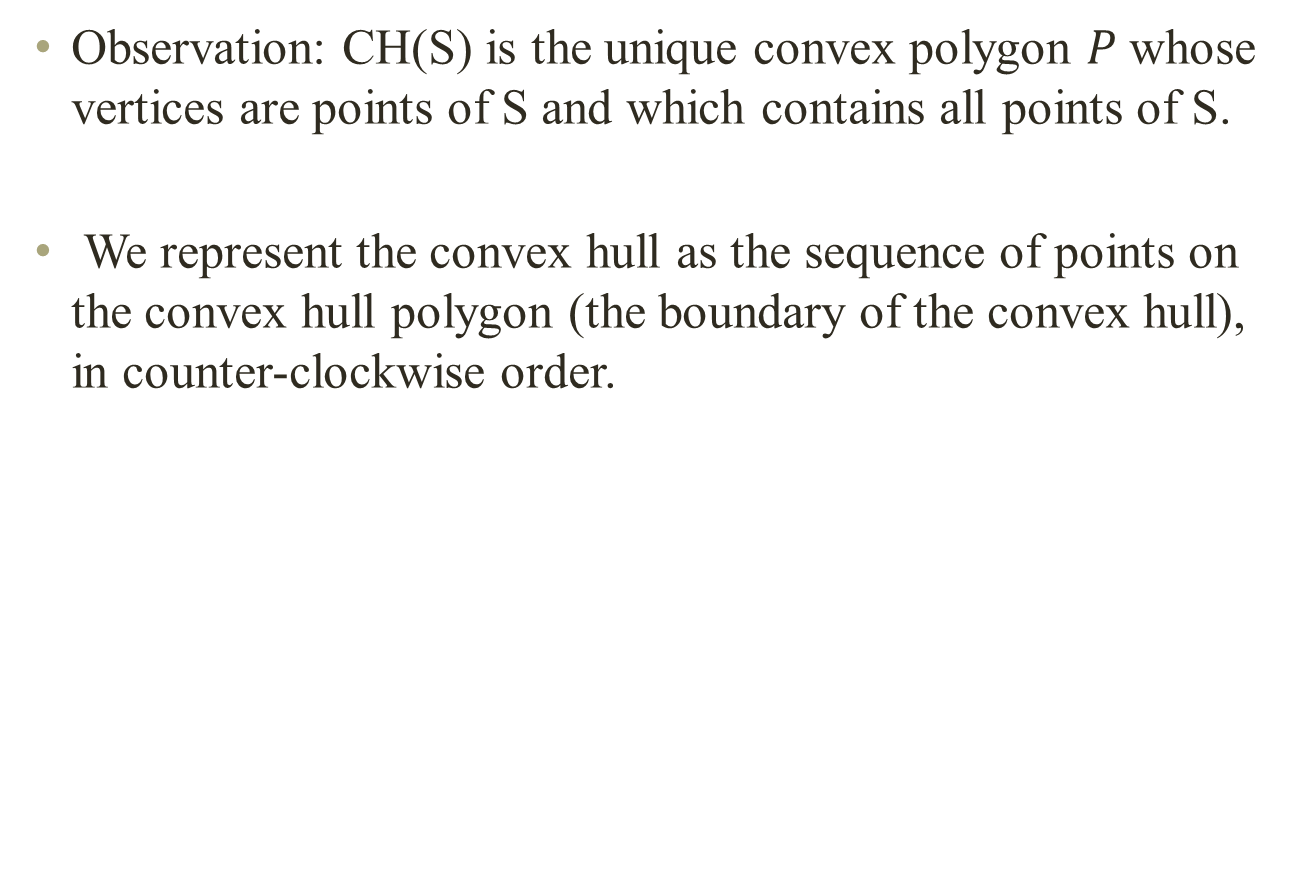 • Observation: CH(S) is the unique convex polygon P whose
vertices are points of S and which contains all points of S.
• We represent the convex hull as the sequence of points on
the convex hull polygon (the boundary of the convex hull),
in counter-clockwise order.